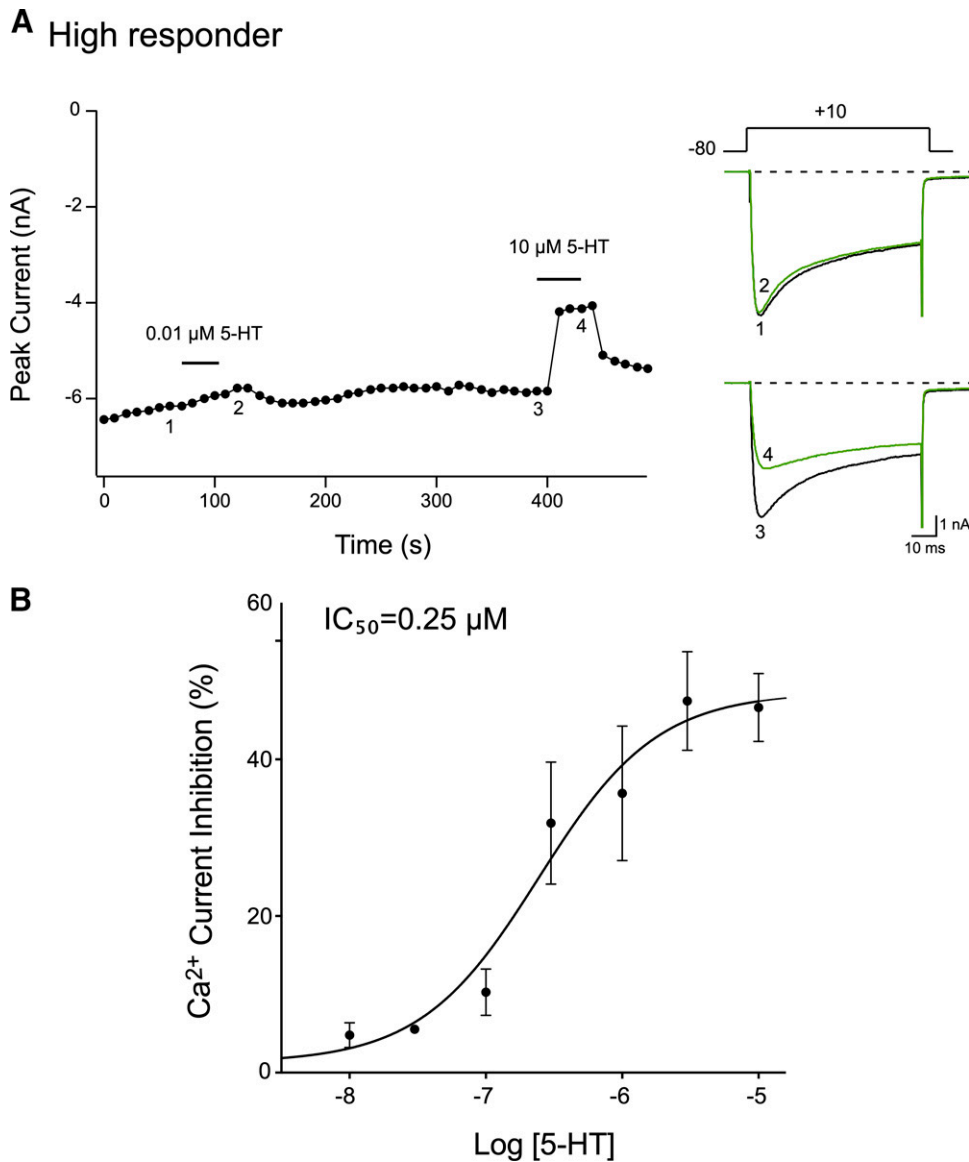 A High responder
0
-2
-4
-6
Peak Current (nA)
0.01 µM 5-HT
10 µM 5-HT
1
2
3
4
0
100
200
300
400
Time (s)
+10
-80
2
1
4
3
1 nA
10 ms
B
IC₅₀=0.25 µM
60
40
20
0
Ca²⁺ Current Inhibition (%)
-8
-7
-6
-5
Log [5-HT]